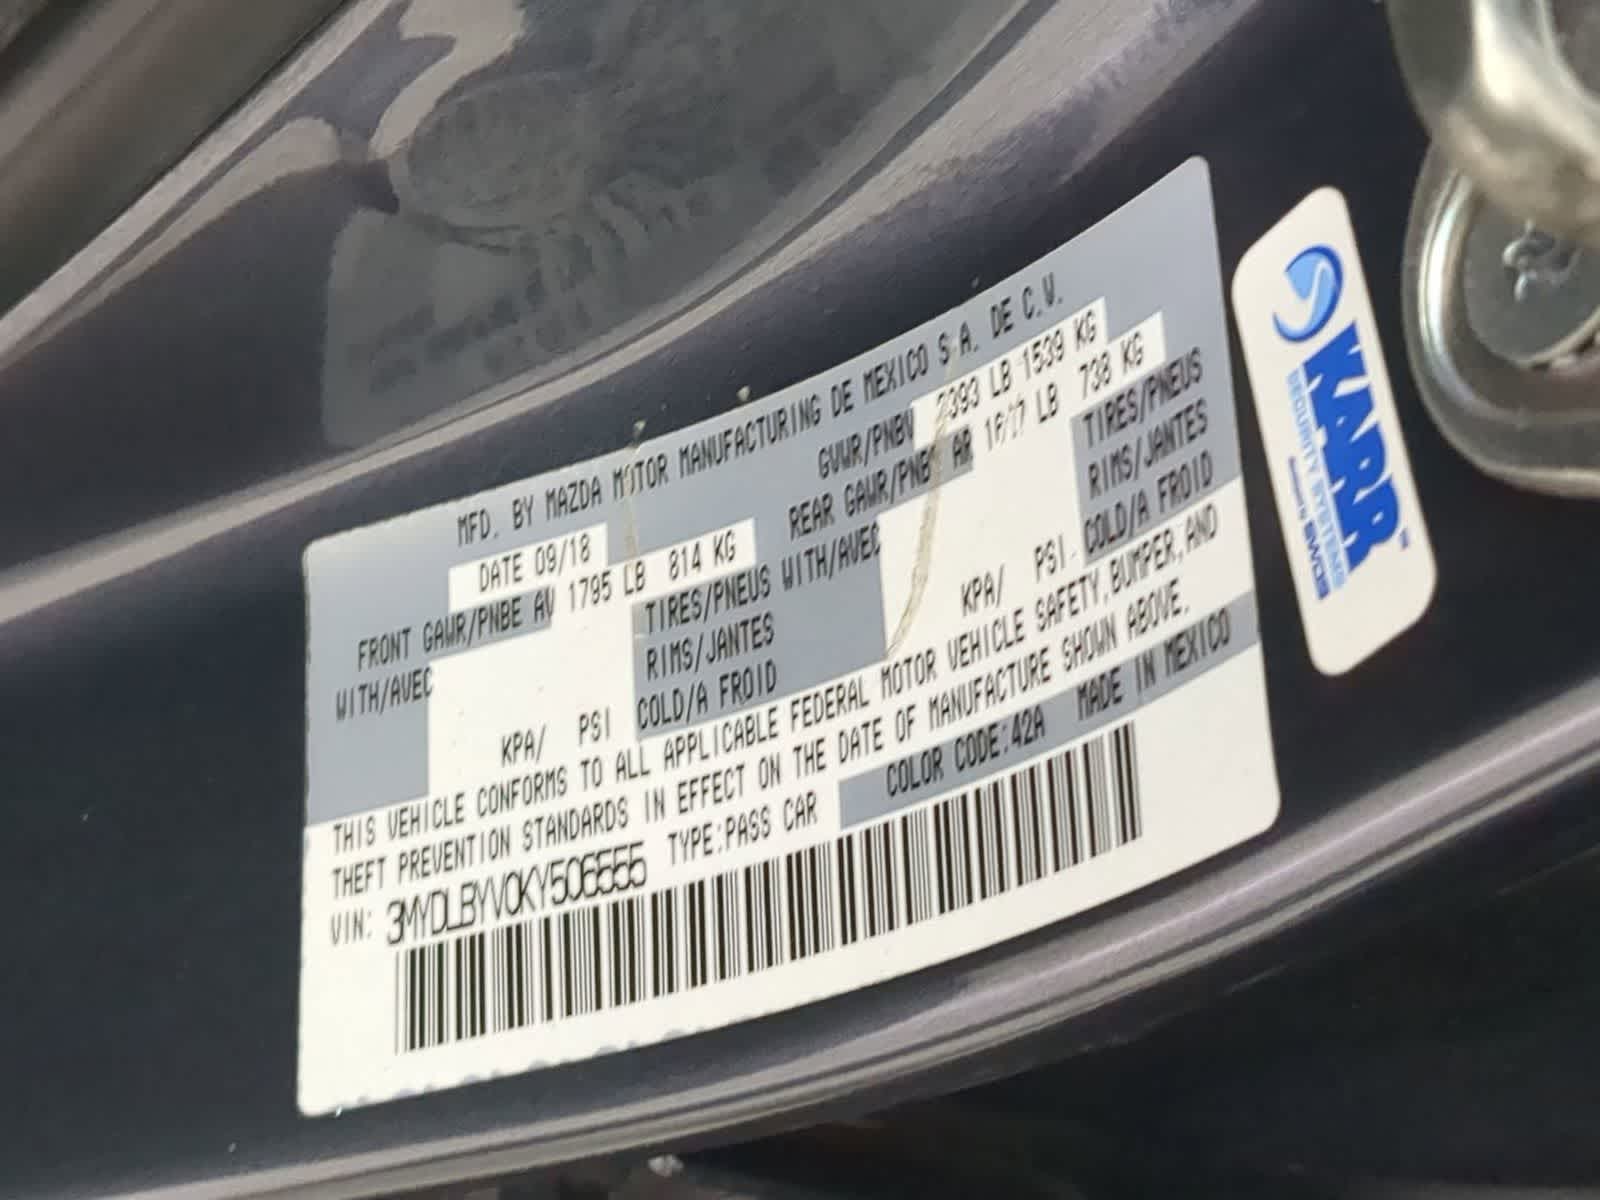 MFD. BY MAZDA MOTOR MANUFACTURING DE MEXICO S.A. DE C.V.
DATE 09/18
GVWR/PNBV 3393 LB 1539 KG
FRONT GAWR/PNBE AV 1795 LB 814 KG
REAR GAWR/PNBE AR 1627 LB 738 KG
WITH/AVEC
TIRES/PNEUS
RIMS/JANTES
KPA/ PSI COLD/A FROID
WITH/AVEC
TIRES/PNEUS
RIMS/JANTES
KPA/ PSI. COLD/A FROID
THIS VEHICLE CONFORMS TO ALL APPLICABLE FEDERAL MOTOR VEHICLE SAFETY, BUMPER, AND
THEFT PREVENTION STANDARDS IN EFFECT ON THE DATE OF MANUFACTURE SHOWN ABOVE.
VIN: 3MYDLBYV0KY506555 TYPE:PASS CAR COLOR CODE:42A MADE IN MEXICO
KARR™
SECURITY SYSTEMS
SWDS